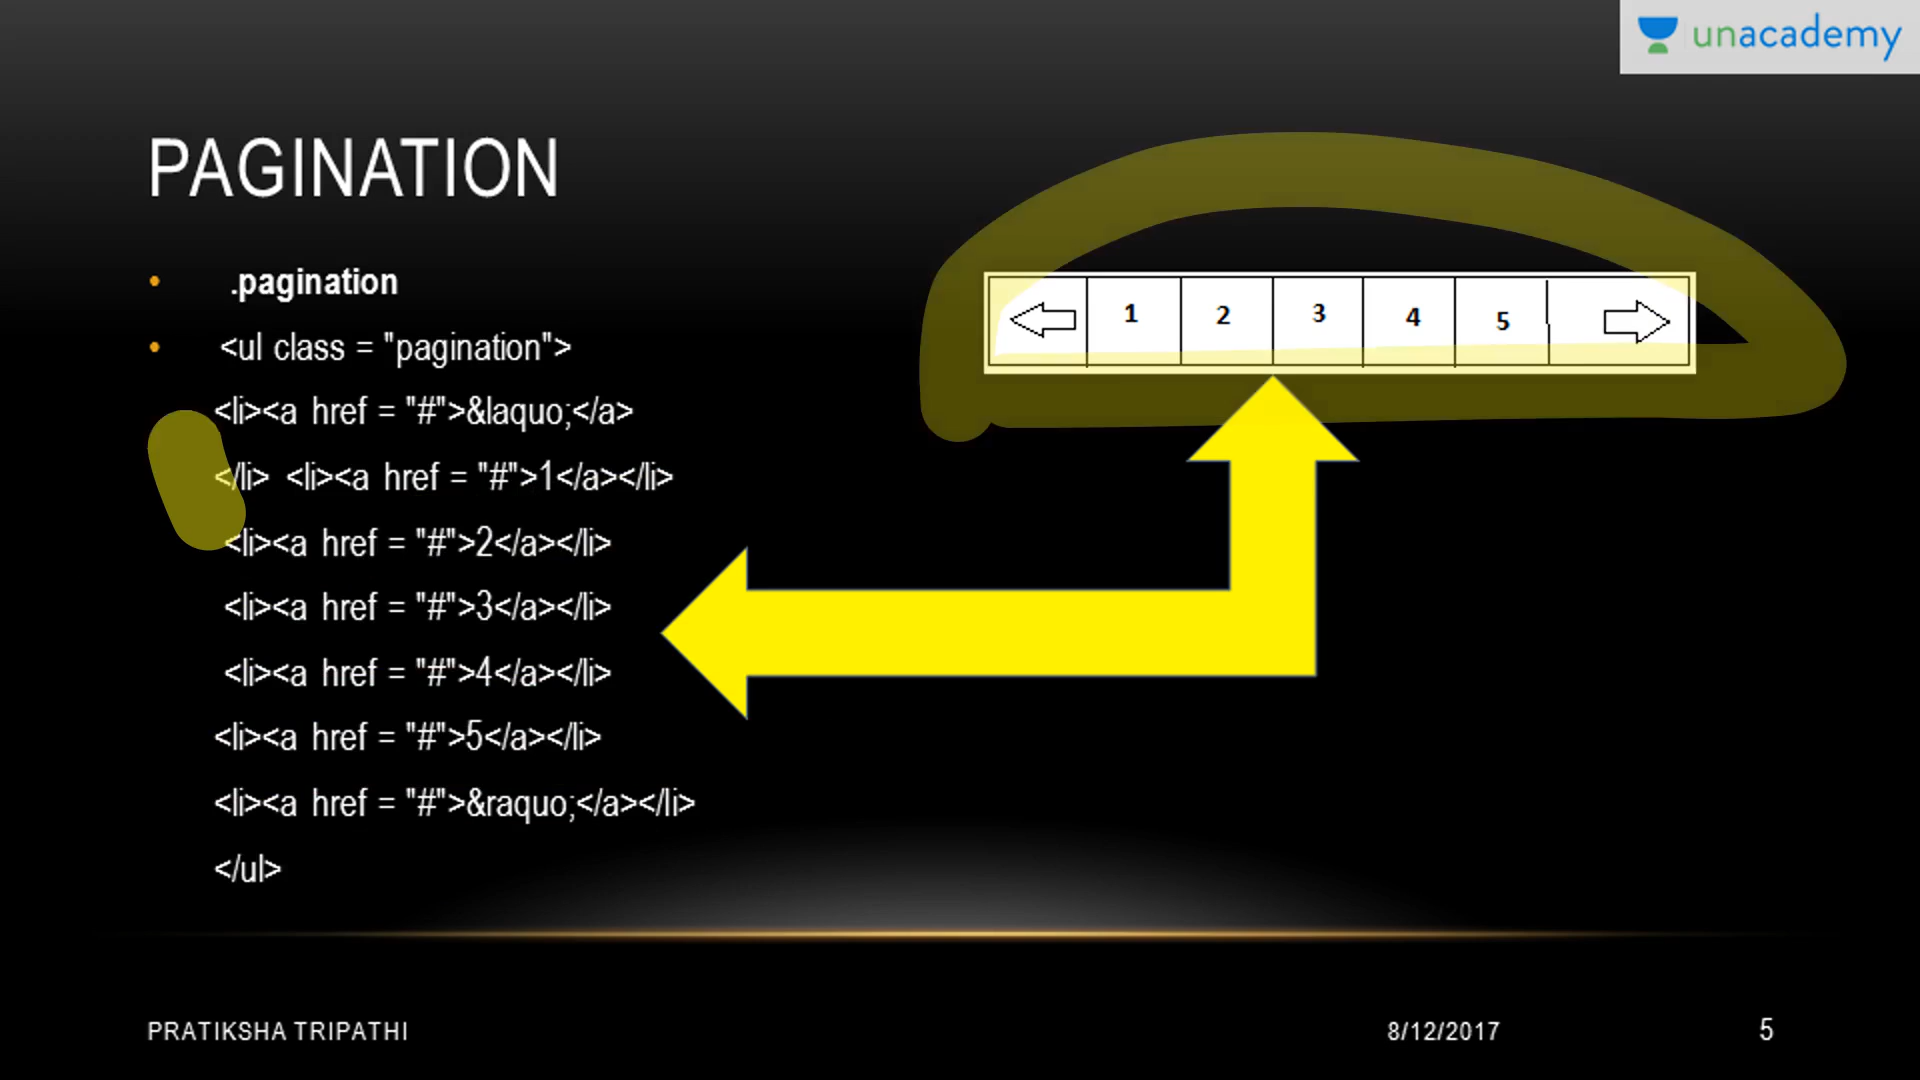 unacademy
PAGINATION
.pagination
<ul class = "pagination">
<li><a href = "#">&laquo;</a>
</li> <li><a href = "#">1</a></li>
<li><a href = "#">2</a></li>
<li><a href = "#">3</a></li>
<li><a href = "#">4</a></li>
<li><a href = "#">5</a></li>
<li><a href = "#">&raquo;</a></li>
</ul>
1 2 3 4 5
PRATIKSHA TRIPATHI
8/12/2017
5